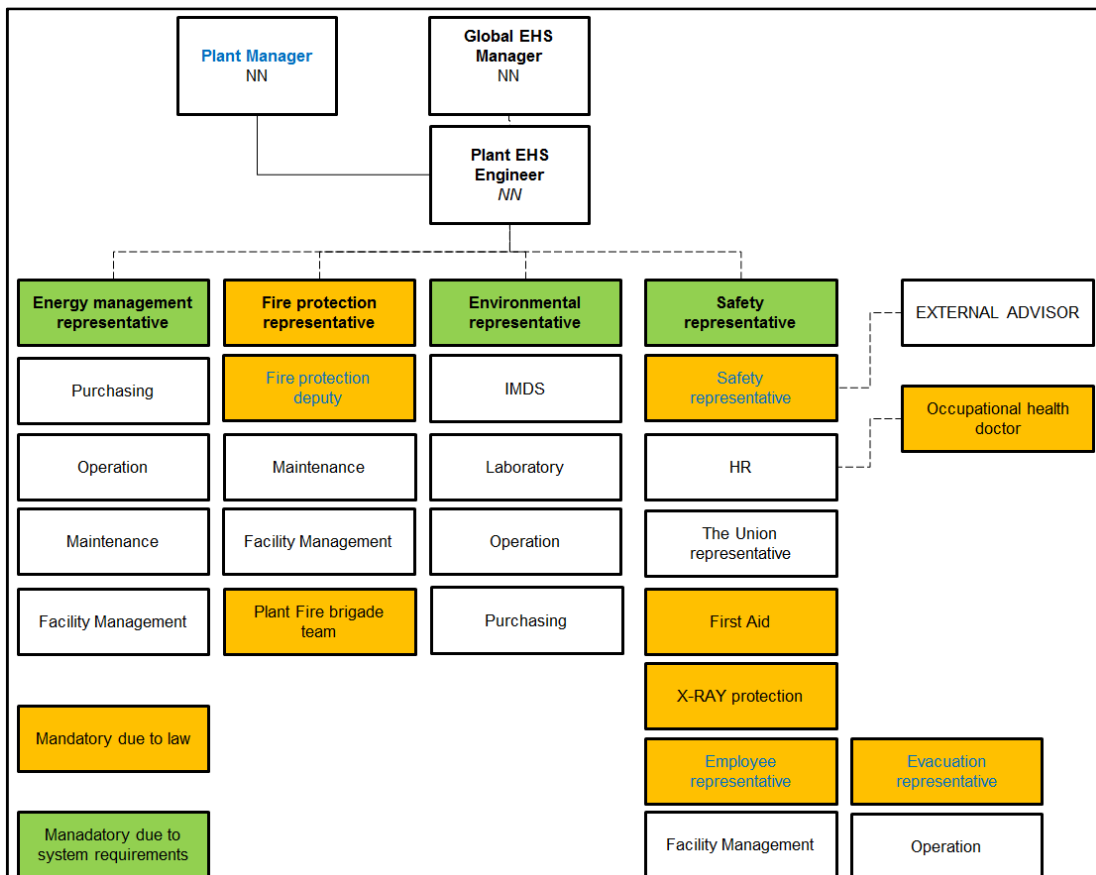 Plant Manager
NN
Global EHS
Manager
NN
Plant EHS
Engineer
NN
Energy management
representative
Fire protection
representative
Environmental
representative
Safety
representative
EXTERNAL ADVISOR
Purchasing
Fire protection
deputy
IMDS
Safety
representative
Occupational health
doctor
Operation
Maintenance
Laboratory
HR
Maintenance
Facility Management
Operation
The Union
representative
Facility Management
Plant Fire brigade
team
Purchasing
First Aid
X-RAY protection
Mandatory due to law
Employee
representative
Evacuation
representative
Manadatory due to
system requirements
Facility Management
Operation